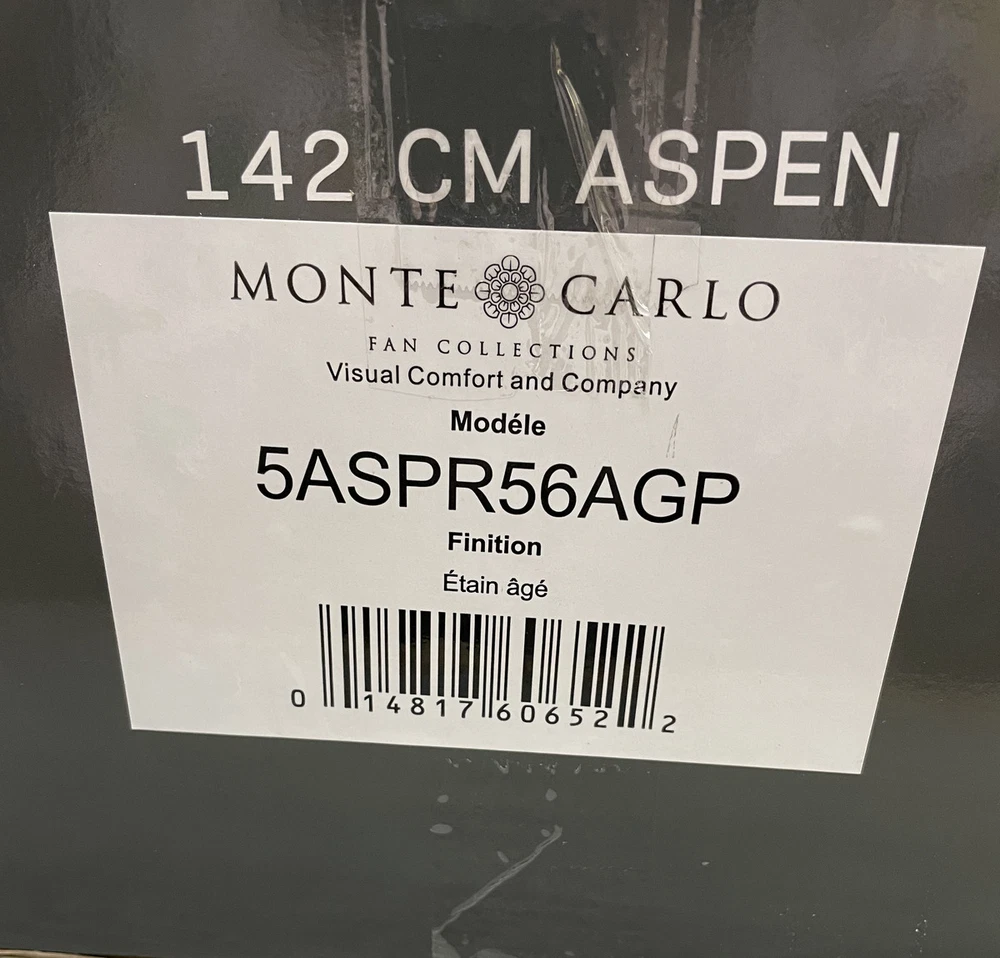 142 CM ASPEN
MONTE CARLO
FAN COLLECTIONS
Visual Comfort and Company
Modéle
5ASPR56AGP
Finition
Étain âgé
0 14817 60652 2